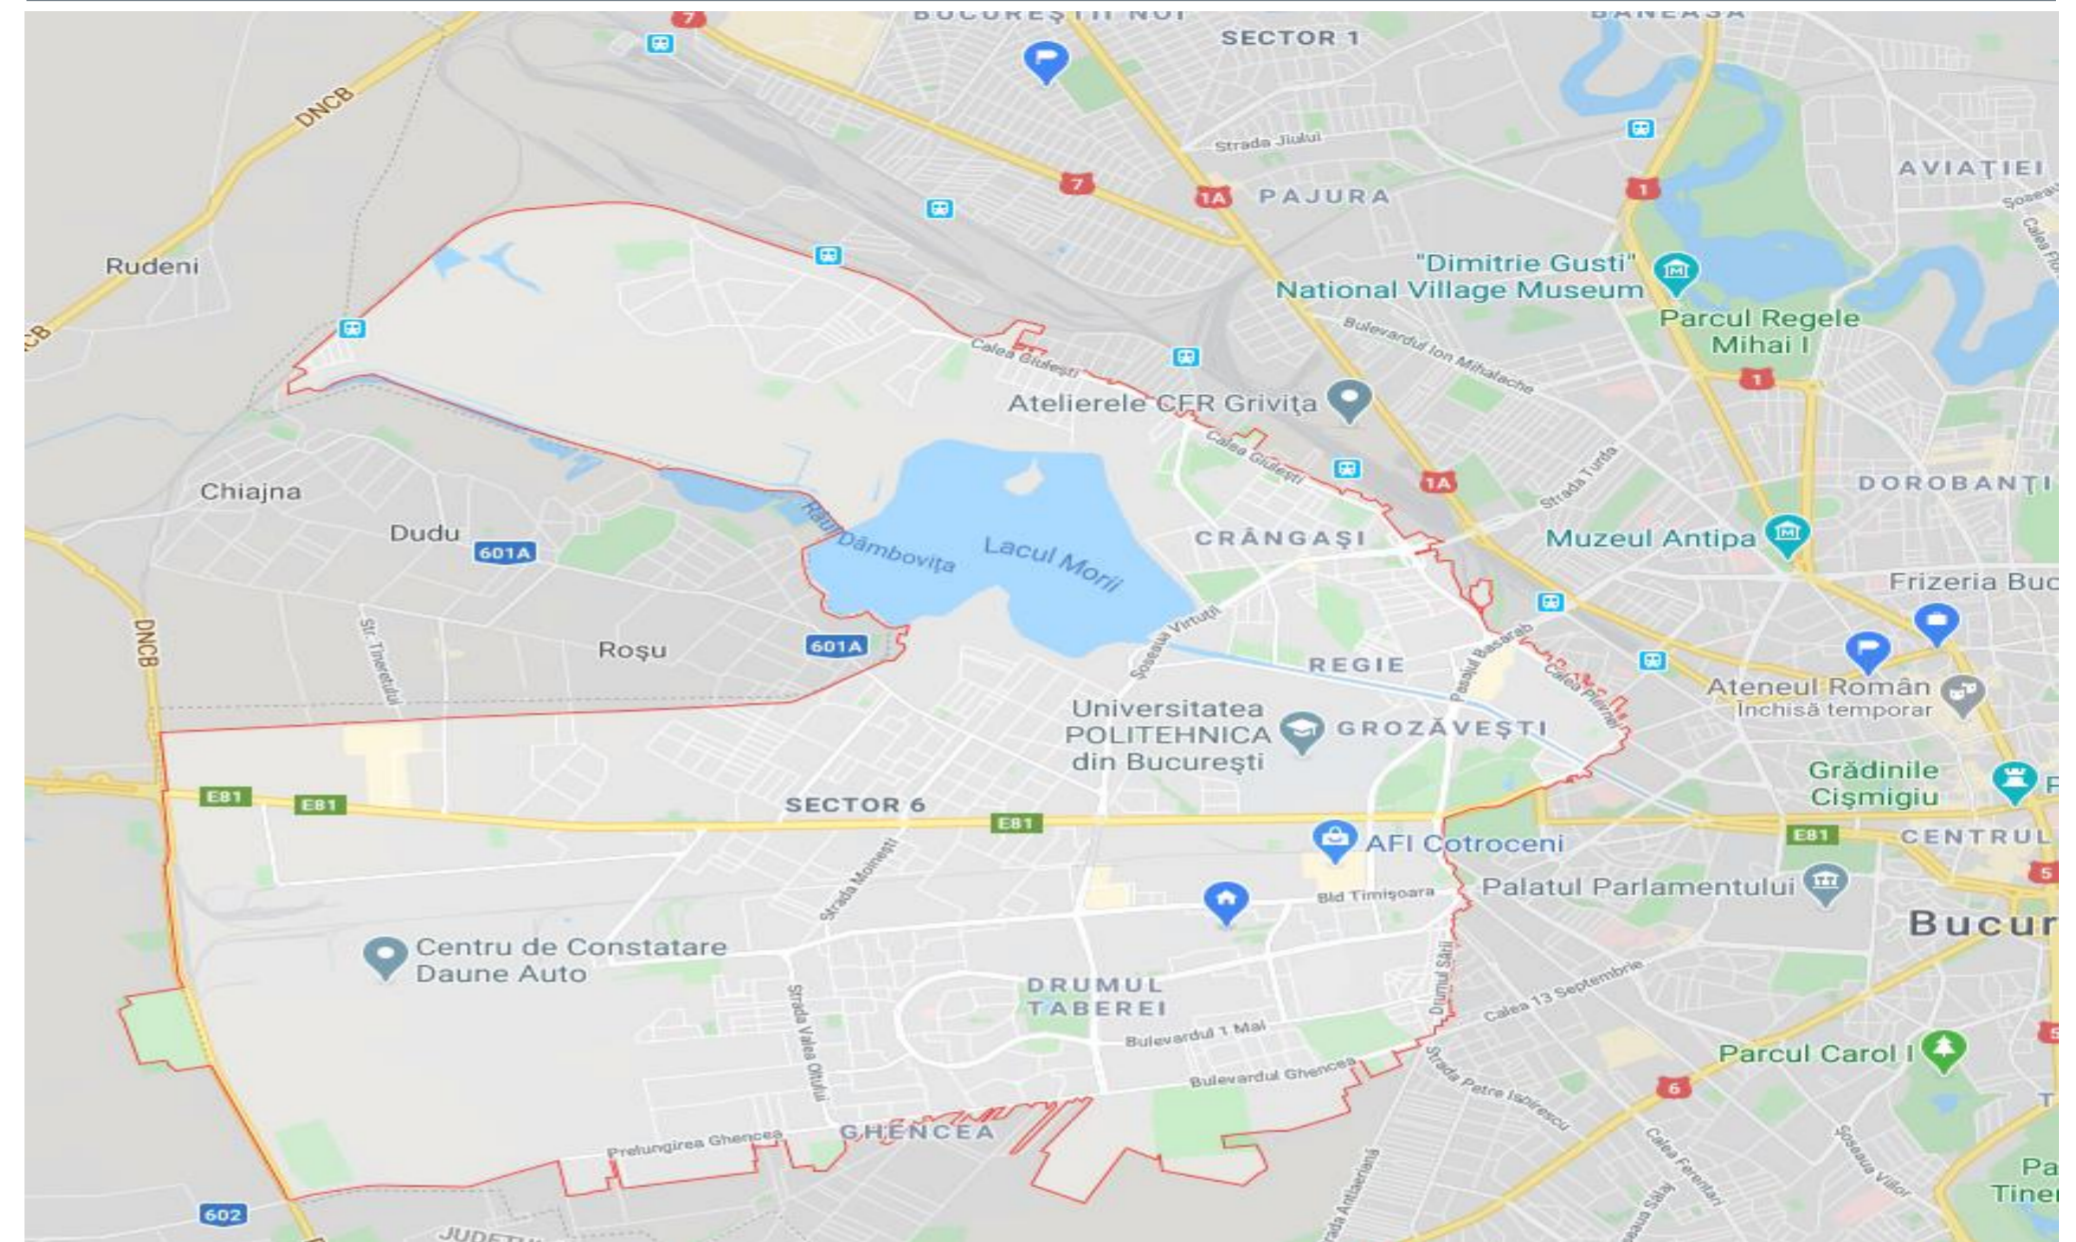 BUCUREȘTII NOI
BĂNEASA
SECTOR 1
7
DNCB
Strada Jiului
AVIAȚIEI
7
1A
PAJURA
1
Rudeni
"Dimitrie Gusti"
National Village Museum
Parcul Regele
Mihai I
Bulevardul Ion Mihalache
1
Calea Giulești
Atelierele CFR Grivița
Calea Giulești
Strada Turda
1A
DOROBANȚI
Chiajna
Dudu
601A
Râul
Dâmbovița
Lacul Morii
CRÂNGAȘI
Muzeul Antipa
Frizeria Buc
DNCB
Str. Tineretului
Roșu
601A
Șoseaua Virtuții
REGIE
Pasajul Basarab
Calea Plevnei
Ateneul Român
Închisă temporar
Universitatea
POLITEHNICA
din București
GROZĂVEȘTI
Grădinile
Cișmigiu
E81
E81
SECTOR 6
E81
AFI Cotroceni
E81
CENTRUL
Strada Moinești
Bld Timișoara
Palatul Parlamentului
5
Bucur
Centru de Constatare
Daune Auto
DRUMUL
TABEREI
Strada Valea Oltului
Drumul Sării
Calea 13 Septembrie
Bulevardul 1 Mai
5
Parcul Carol I
Bulevardul Ghencea
Strada Petre Ispirescu
6
Prelungirea Ghencea
GHENCEA
Calea Ferentari
Șoseaua Viilor
602
Pa
Tiner